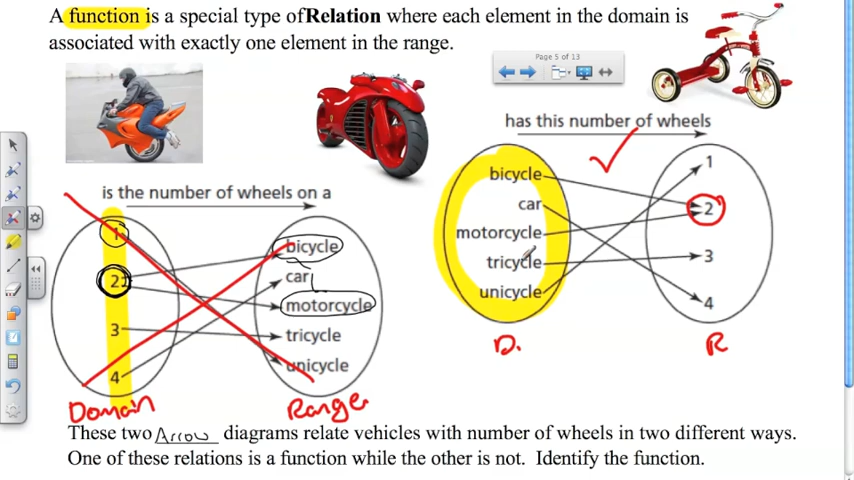 A function is a special type ofRelation where each element in the domain is
associated with exactly one element in the range.
Page 5 of 13
has this number of wheels
is the number of wheels on a
1
2
3
4
bicycle
car
motorcycle
tricycle
unicycle
Domain
Range
bicycle
car
motorcycle
tricycle
unicycle
1
2
3
4
D.
R
These two Arrow diagrams relate vehicles with number of wheels in two different ways.
One of these relations is a function while the other is not. Identify the function.